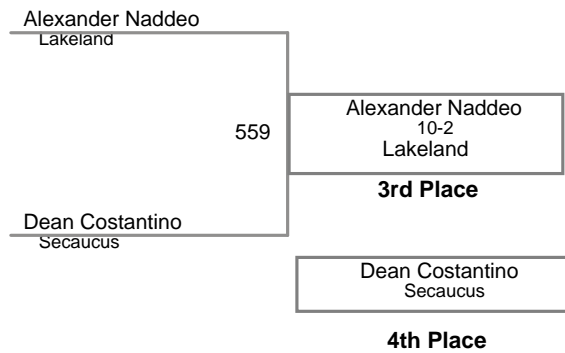 Alexander Naddeo
Lakeland
559
Alexander Naddeo
10-2
Lakeland
3rd Place
Dean Costantino
Secaucus
Dean Costantino
Secaucus
4th Place